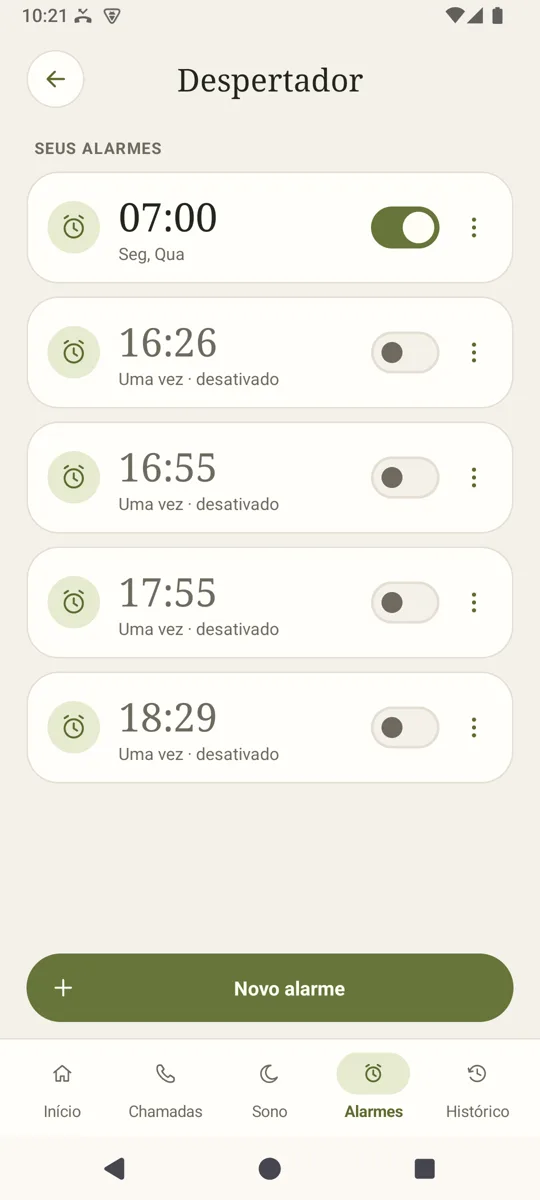 10:21
Despertador
SEUS ALARMES
07:00
Seg, Qua
16:26
Uma vez · desativado
16:55
Uma vez · desativado
17:55
Uma vez · desativado
18:29
Uma vez · desativado
Novo alarme
Início Chamadas Sono Alarmes Histórico